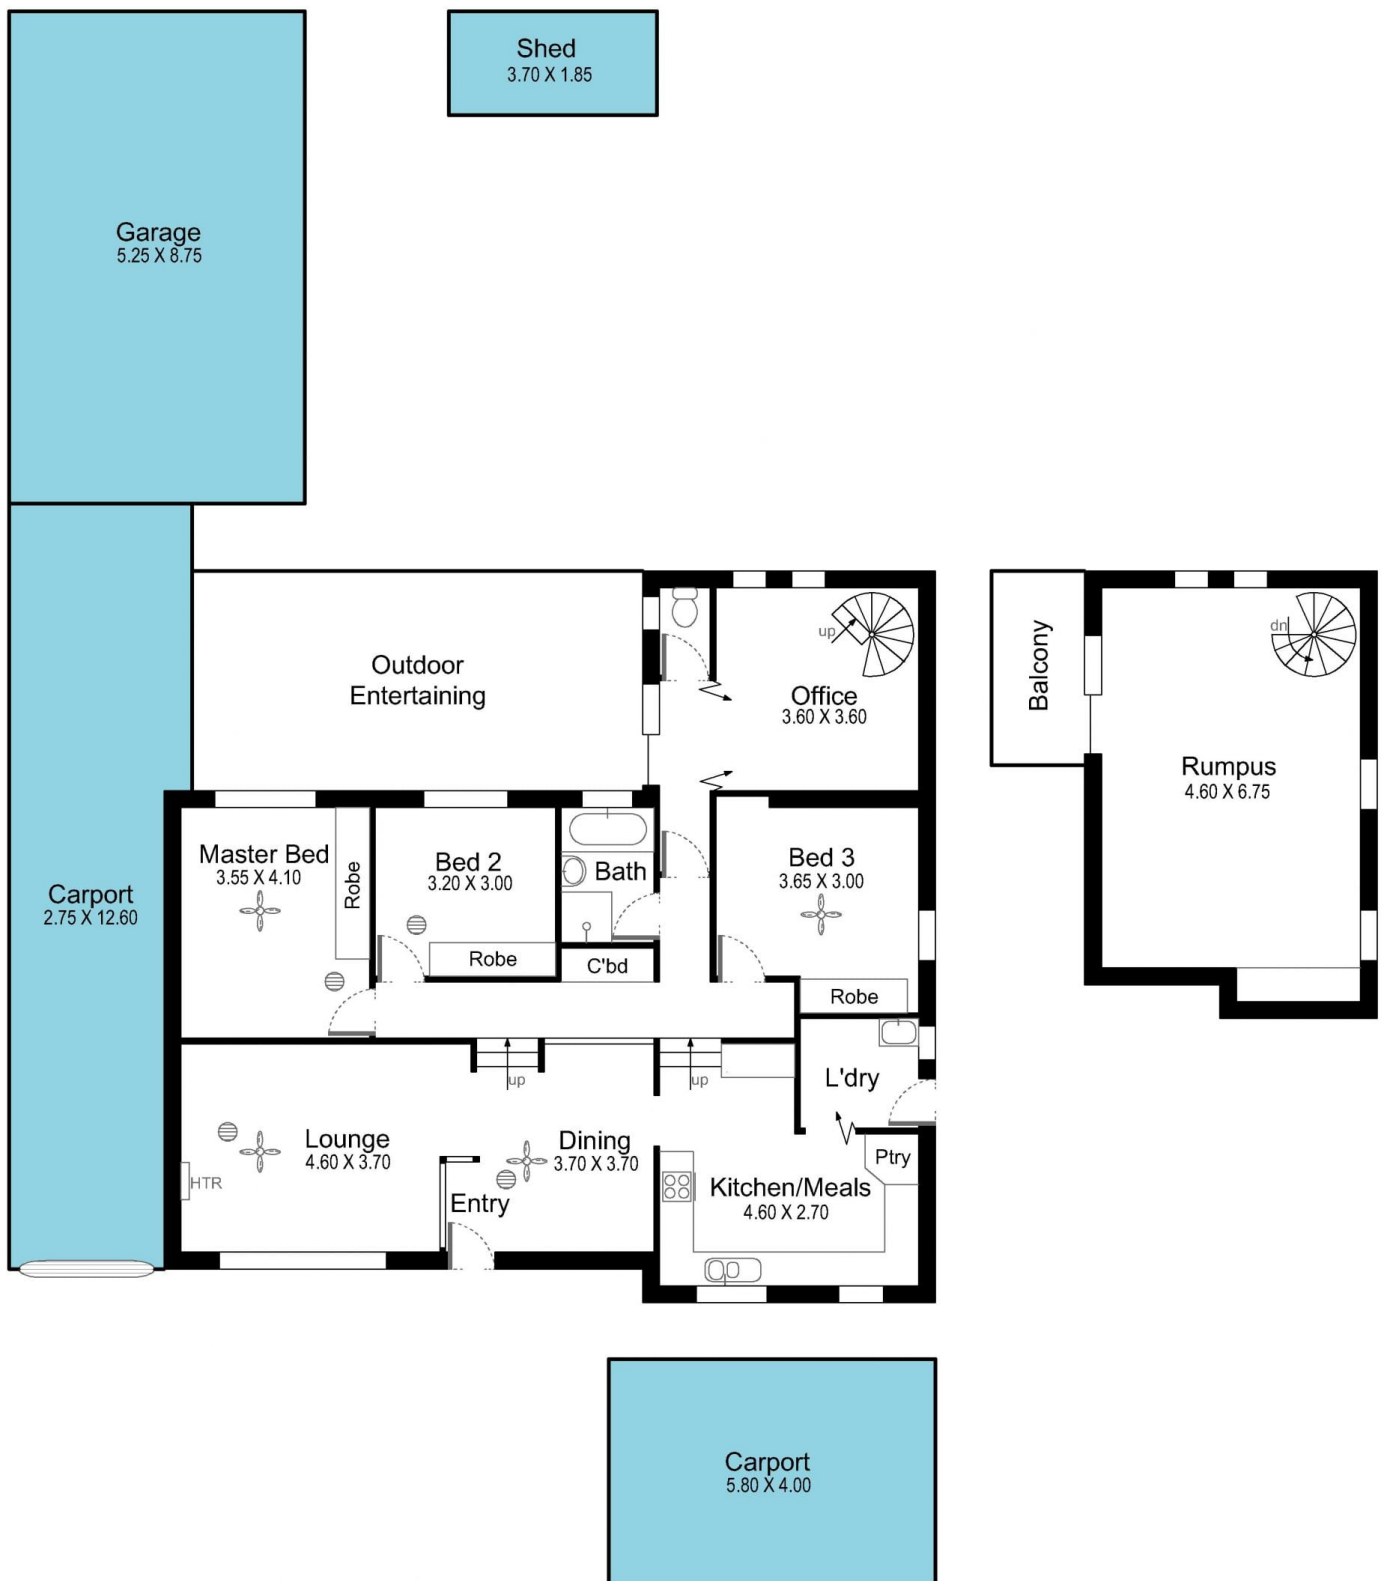 Shed
3.70 X 1.85
Garage
5.25 X 8.75
Outdoor
Entertaining
up
Office
3.60 X 3.60
Balcony
dn
Rumpus
4.60 X 6.75
Carport
2.75 X 12.60
Master Bed
3.55 X 4.10
Robe
Bed 2
3.20 X 3.00
Robe
Bath
C'bd
Bed 3
3.65 X 3.00
Robe
up
up
L'dry
Lounge
4.60 X 3.70
HTR
Entry
Dining
3.70 X 3.70
Ptry
Kitchen/Meals
4.60 X 2.70
Carport
5.80 X 4.00